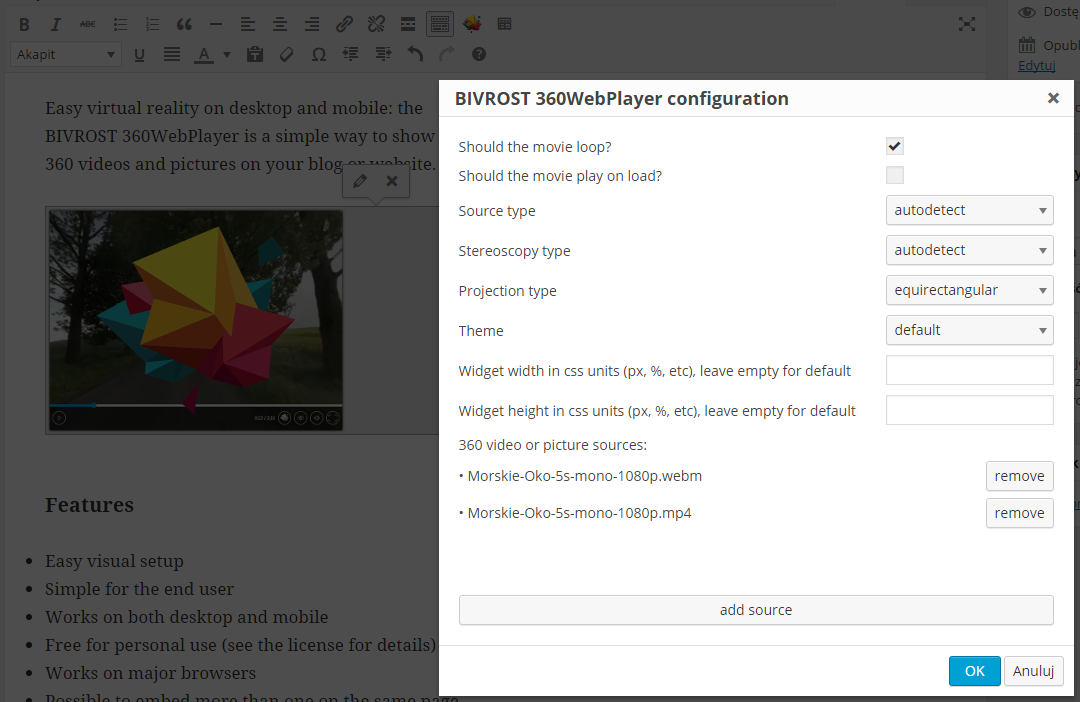 B I ABC
Akapit U A Ω
Dostę
Opubl
Edytuj
Easy virtual reality on desktop and mobile: the
BIVROST 360WebPlayer is a simple way to show
360 videos and pictures on your blog or website.
BIVROST 360WebPlayer configuration
Should the movie loop?
Should the movie play on load?
Source type autodetect
Stereoscopy type autodetect
Projection type equirectangular
Theme default
Widget width in css units (px, %, etc), leave empty for default
Widget height in css units (px, %, etc), leave empty for default
360 video or picture sources:
• Morskie-Oko-5s-mono-1080p.webm remove
• Morskie-Oko-5s-mono-1080p.mp4 remove
add source
OK Anuluj
Features
• Easy visual setup
• Simple for the end user
• Works on both desktop and mobile
• Free for personal use (see the license for details)
• Works on major browsers
• Possible to embed more than one on the same page